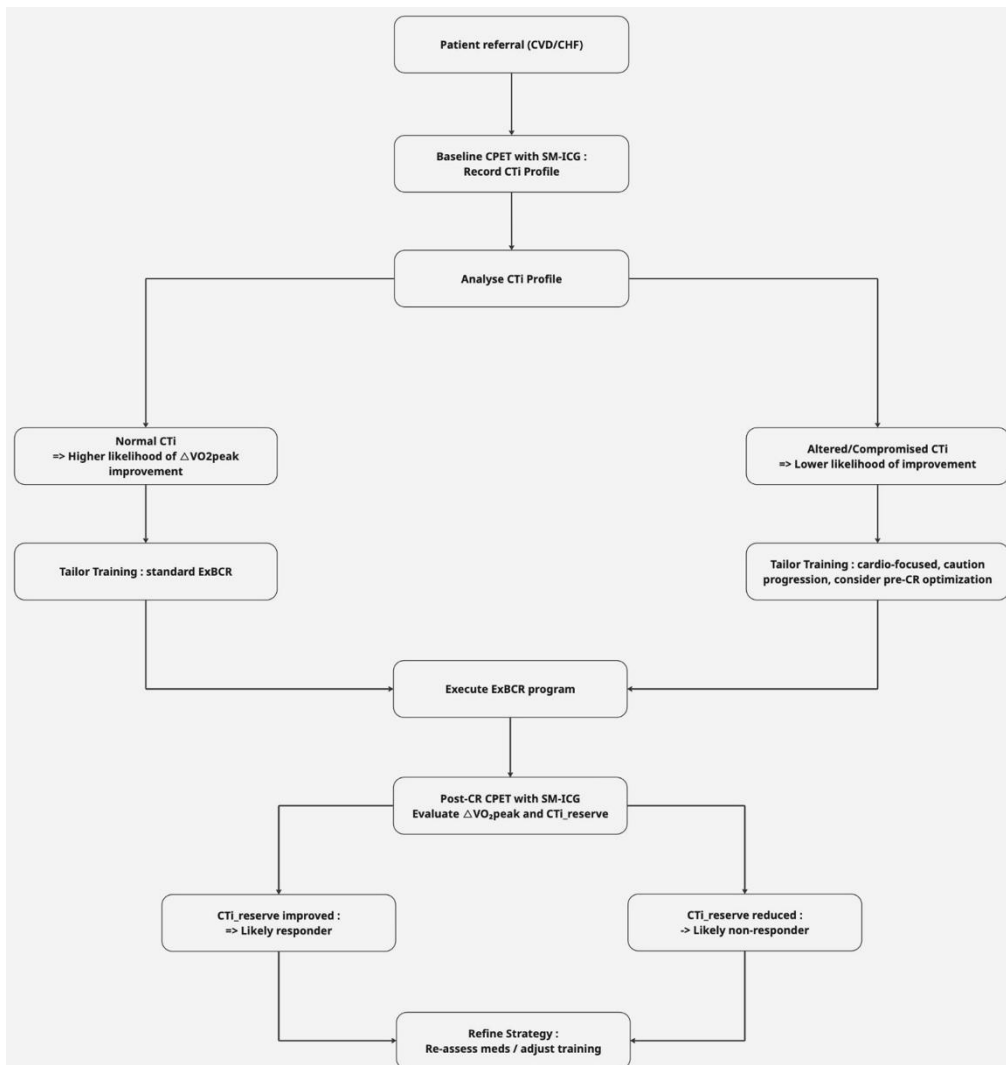 Patient referral (CVD/CHF)
Baseline CPET with SM-ICG :
Record CTi Profile
Analyse CTi Profile
Normal CTi
=> Higher likelihood of △VO2peak
improvement
Altered/Compromised CTi
=> Lower likelihood of improvement
Tailor Training : standard ExBCR
Tailor Training : cardio-focused, caution
progression, consider pre-CR optimization
Execute ExBCR program
Post-CR CPET with SM-ICG
Evaluate △VO₂peak and CTi_reserve
CTi_reserve improved :
=> Likely responder
CTi_reserve reduced :
-> Likely non-responder
Refine Strategy :
Re-assess meds / adjust training